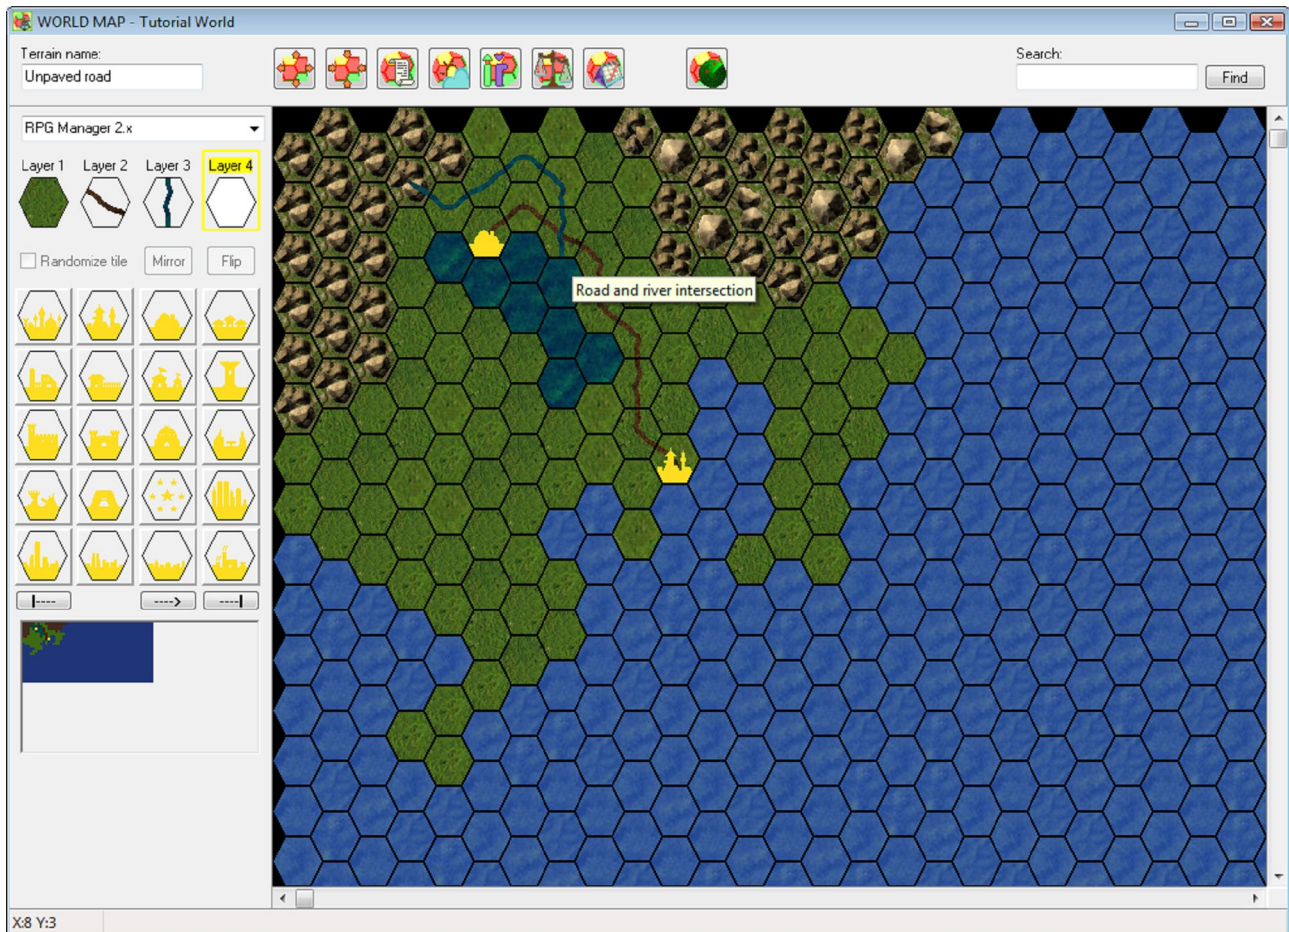 WORLD MAP - Tutorial World
Terrain name:
Unpaved road
Search:
Find
RPG Manager 2.x
Layer 1 Layer 2 Layer 3 Layer 4
Randomize tile Mirror Flip
Road and river intersection
|---- ----> ----|
X:8 Y:3